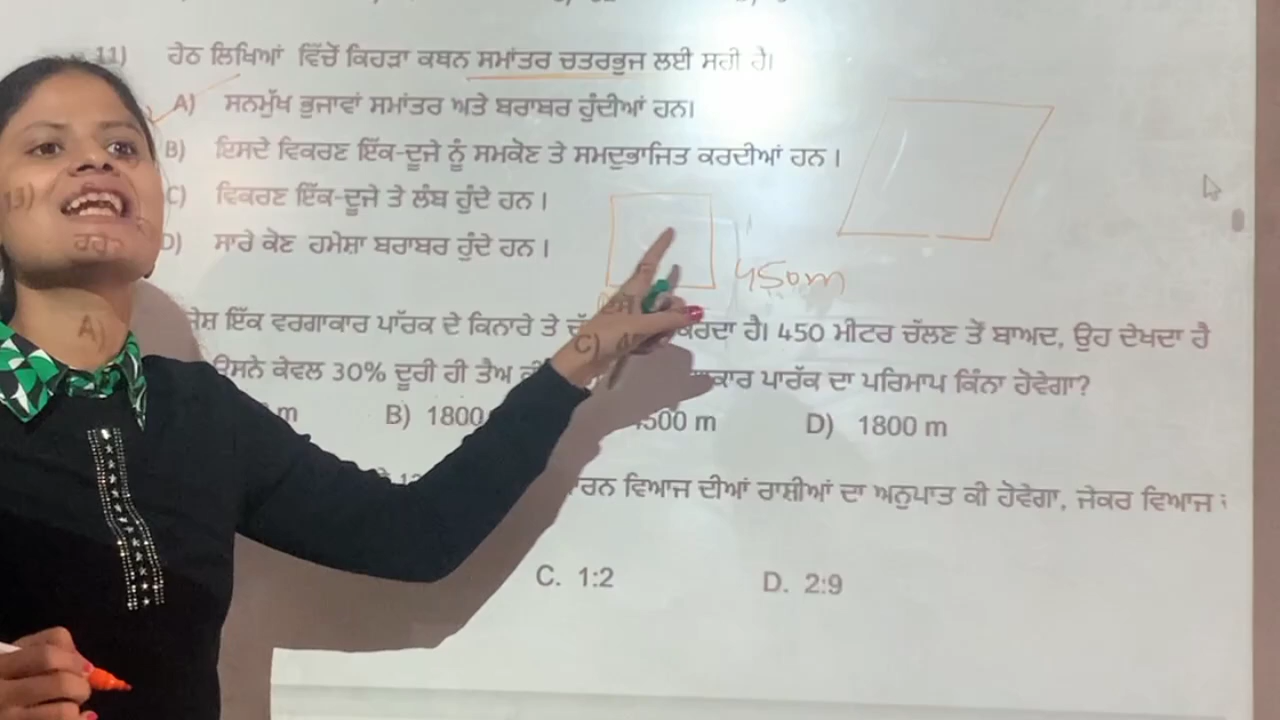 11) ਹੇਠ ਲਿਖਿਆਂ ਵਿੱਚੋਂ ਕਿਹੜਾ ਕਥਨ ਸਮਾਂਤਰ ਚਤਰਭੁਜ ਲਈ ਸਹੀ ਹੈ।
A) ਸਨਮੁੱਖ ਭੁਜਾਵਾਂ ਸਮਾਂਤਰ ਅਤੇ ਬਰਾਬਰ ਹੁੰਦੀਆਂ ਹਨ।
B) ਇਸਦੇ ਵਿਕਰਣ ਇੱਕ-ਦੂਜੇ ਨੂੰ ਸਮਕੋਣ ਤੇ ਸਮਦੁਭਾਜਿਤ ਕਰਦੀਆਂ ਹਨ ।
C) ਵਿਕਰਣ ਇੱਕ-ਦੂਜੇ ਤੇ ਲੰਬ ਹੁੰਦੇ ਹਨ ।
D) ਸਾਰੇ ਕੋਣ ਹਮੇਸ਼ਾ ਬਰਾਬਰ ਹੁੰਦੇ ਹਨ ।
450m
ਇੱਕ ਵਰਗਾਕਾਰ ਪਾੱਰਕ ਦੇ ਕਿਨਾਰੇ ਤੇ ਕਰਦਾ ਹੈ। 450 ਮੀਟਰ ਚੱਲਣ ਤੋਂ ਬਾਅਦ, ਉਹ ਦੇਖਦਾ ਹੈ
ਉਸਨੇ ਕੇਵਲ 30% ਦੂਰੀ ਹੀ ਤੈਅ ਪਾੱਰਕ ਦਾ ਪਰਿਮਾਪ ਕਿੰਨਾ ਹੋਵੇਗਾ?
m B) 1800 500 m D) 1800 m
ਵਿਆਜ ਦੀਆਂ ਰਾਸ਼ੀਆਂ ਦਾ ਅਨੁਪਾਤ ਕੀ ਹੋਵੇਗਾ, ਜੇਕਰ ਵਿਆਜ
C. 1:2 D. 2:9